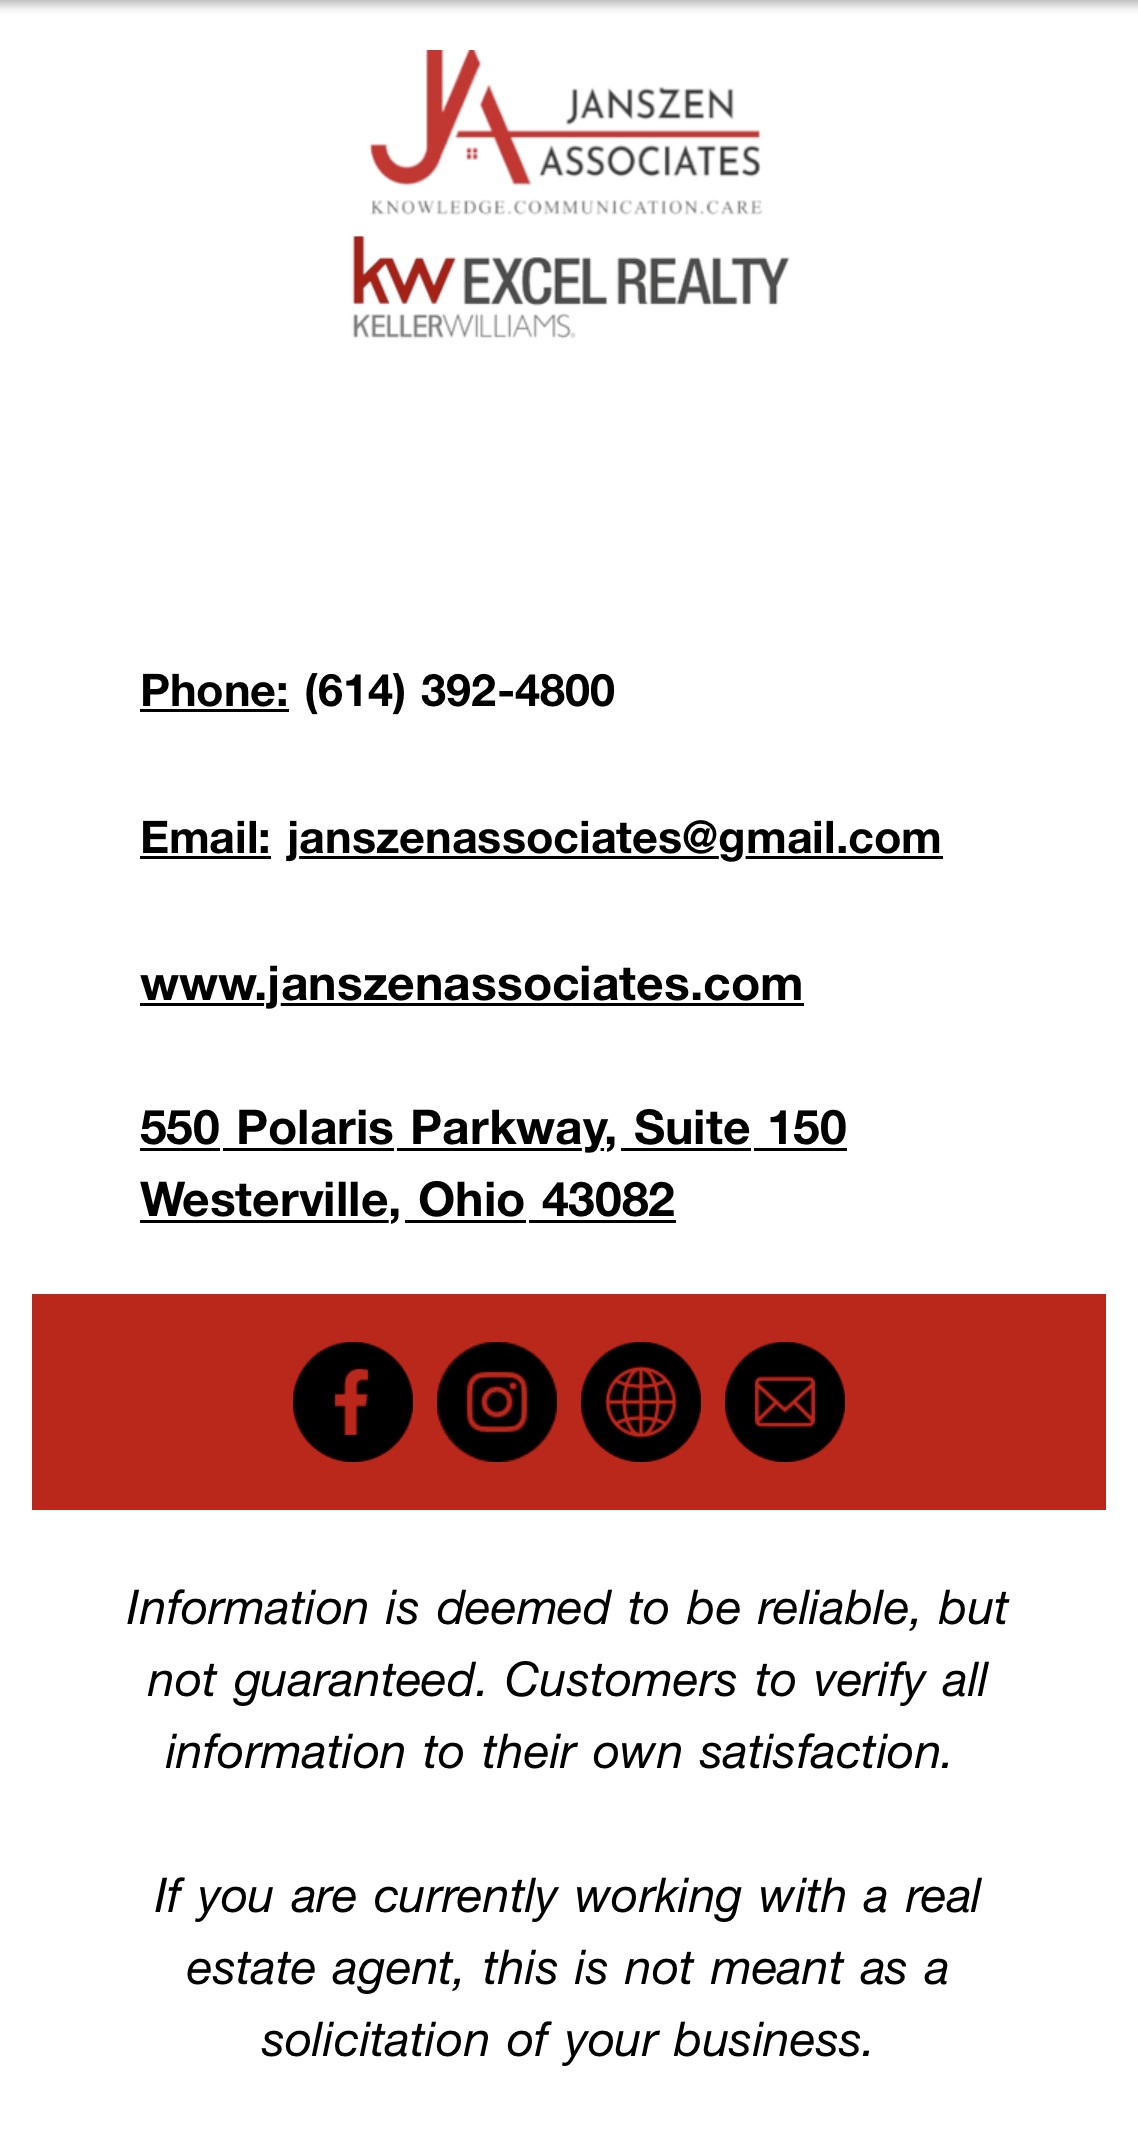 JANSZEN
ASSOCIATES
KNOWLEDGE.COMMUNICATION.CARE
kw EXCEL REALTY
KELLERWILLIAMS.
Phone: (614) 392-4800
Email: janszenassociates@gmail.com
www.janszenassociates.com
550 Polaris Parkway, Suite 150
Westerville, Ohio 43082
Information is deemed to be reliable, but
not guaranteed. Customers to verify all
information to their own satisfaction.
If you are currently working with a real
estate agent, this is not meant as a
solicitation of your business.